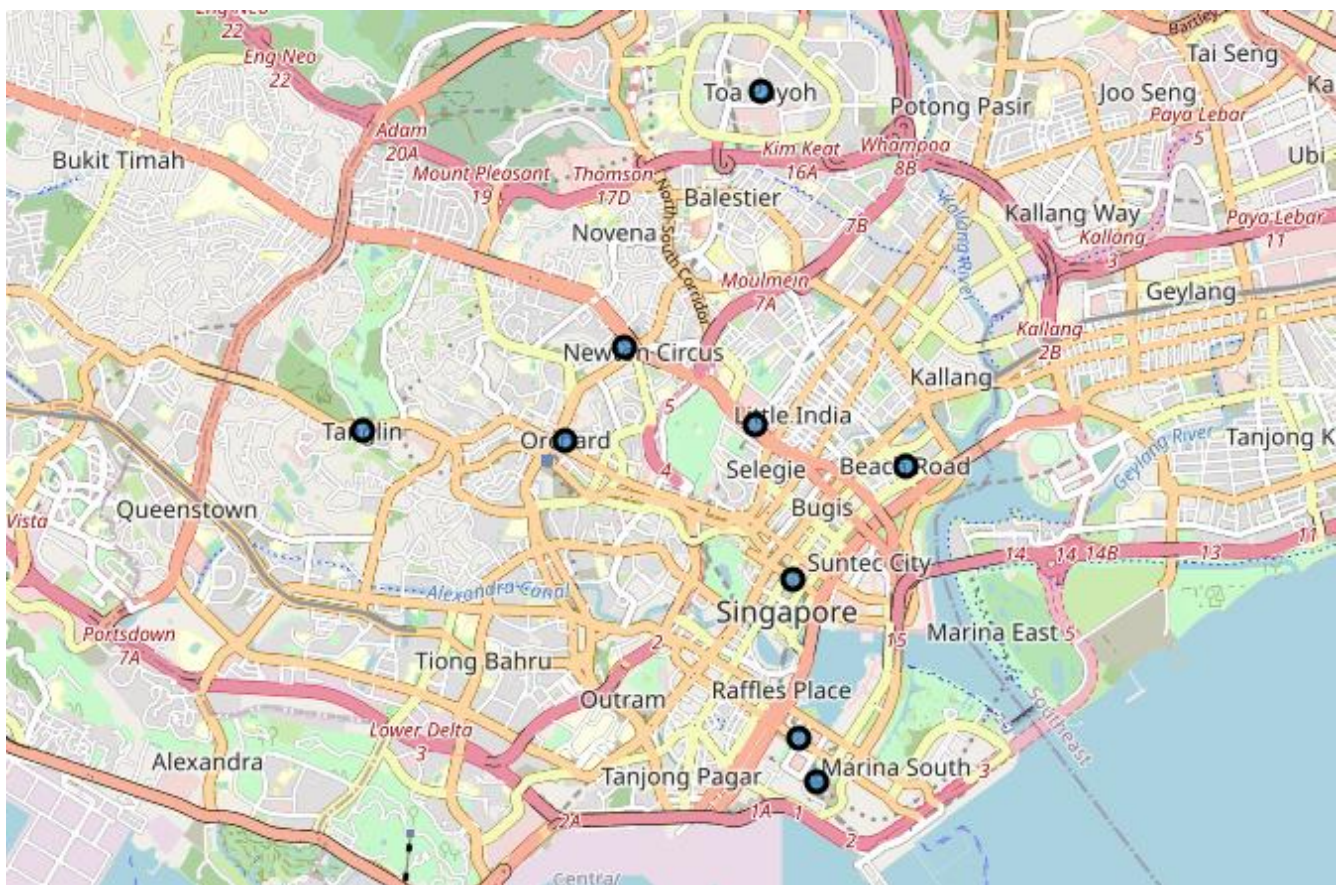 22
Eng Neo
22
Bartley
Tai Seng
Toa Payoh
Potong Pasir
Joo Seng
Ka
Adam
20A
Paya Lebar
5
Bukit Timah
Mount Pleasant
19
Thomson
17D
Kim Keat
16A
Whampoa
8B
Ubi
Balestier
North South Corridor
Novena
7B
Kallang River
Kallang Way
Kallang
3
Paya Lebar
11
Moulmein
7A
Geylang
Kallang
2B
Newton Circus
Kallang
5
Little India
Tanglin
Orchard
4
Selegie
Beach Road
Geylang River
Tanjong K
Queenstown
Vista
Bugis
14
14
14B
13
11
Suntec City
Alexandra Canal
Singapore
Portsdown
7A
2
15
Marina East
5
Tiong Bahru
Outram
Raffles Place
Southeast
Lower Delta
3
Alexandra
Tanjong Pagar
Marina South
3
2A
1A
1
2
Central